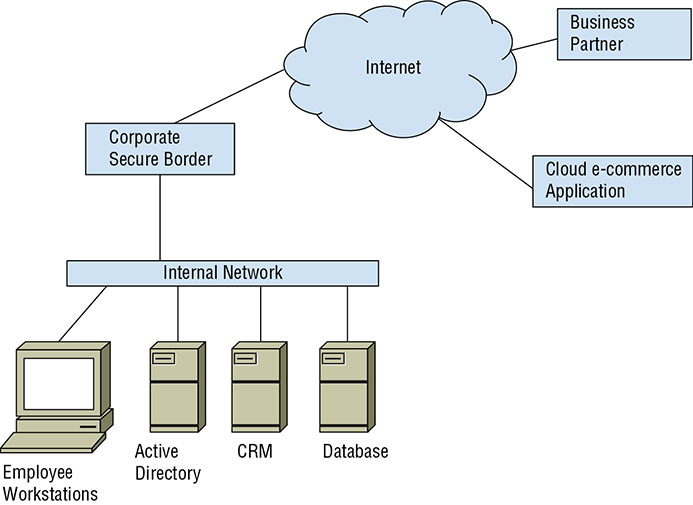 Business
Partner
Internet
Corporate
Secure Border
Cloud e-commerce
Application
Internal Network
Employee
Workstations
Active
Directory
CRM
Database